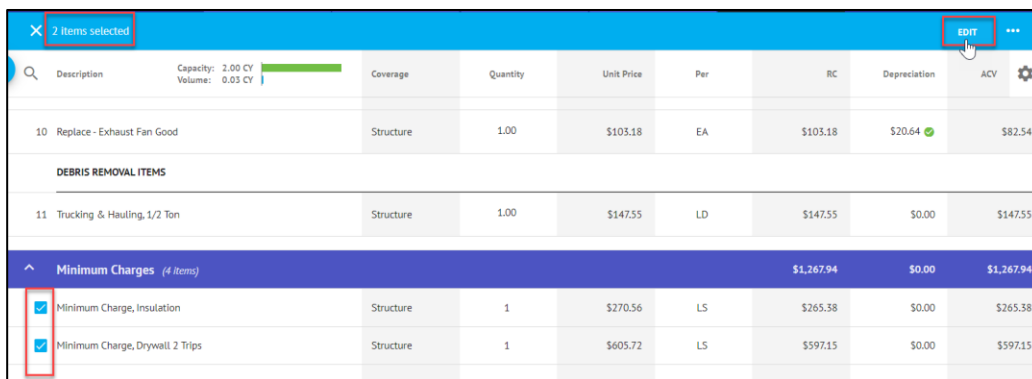 2 items selected EDIT
Description Capacity: 2.00 CY Volume: 0.03 CY Coverage Quantity Unit Price Per RC Depreciation ACV
10 Replace - Exhaust Fan Good Structure 1.00 $103.18 EA $103.18 $20.64 $82.54
DEBRIS REMOVAL ITEMS
11 Trucking & Hauling, 1/2 Ton Structure 1.00 $147.55 LD $147.55 $0.00 $147.55
Minimum Charges (4 items) $1,267.94 $0.00 $1,267.94
Minimum Charge, Insulation Structure 1 $270.56 LS $265.38 $0.00 $265.38
Minimum Charge, Drywall 2 Trips Structure 1 $605.72 LS $597.15 $0.00 $597.15